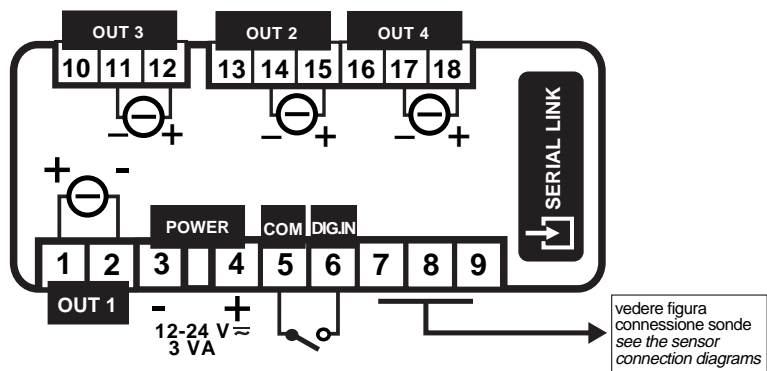 OUT 3 OUT 2 OUT 4
10 11 12 13 14 15 16 17 18
- + - + - +
SERIAL LINK
+ -
POWER COM DIG.IN
1 2 3 4 5 6 7 8 9
OUT 1
- +
12-24 V ⎓
3 VA
vedere figura
connessione sonde
see the sensor
connection diagrams